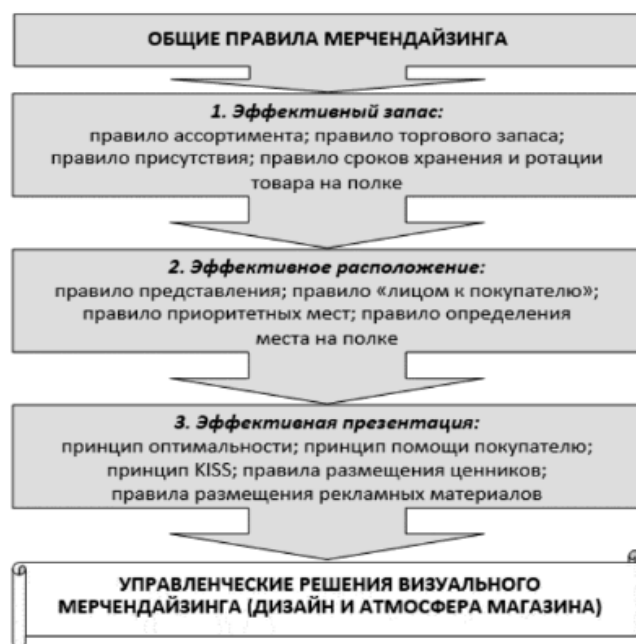 ОБЩИЕ ПРАВИЛА МЕРЧЕНДАЙЗИНГА
1. Эффективный запас:
правило ассортимента; правило торгового запаса;
правило присутствия; правило сроков хранения и ротации
товара на полке
2. Эффективное расположение:
правило представления; правило «лицом к покупателю»;
правило приоритетных мест; правило определения
места на полке
3. Эффективная презентация:
принцип оптимальности; принцип помощи покупателю;
принцип KISS; правила размещения ценников;
правила размещения рекламных материалов
УПРАВЛЕНЧЕСКИЕ РЕШЕНИЯ ВИЗУАЛЬНОГО
МЕРЧЕНДАЙЗИНГА (ДИЗАЙН И АТМОСФЕРА МАГАЗИНА)